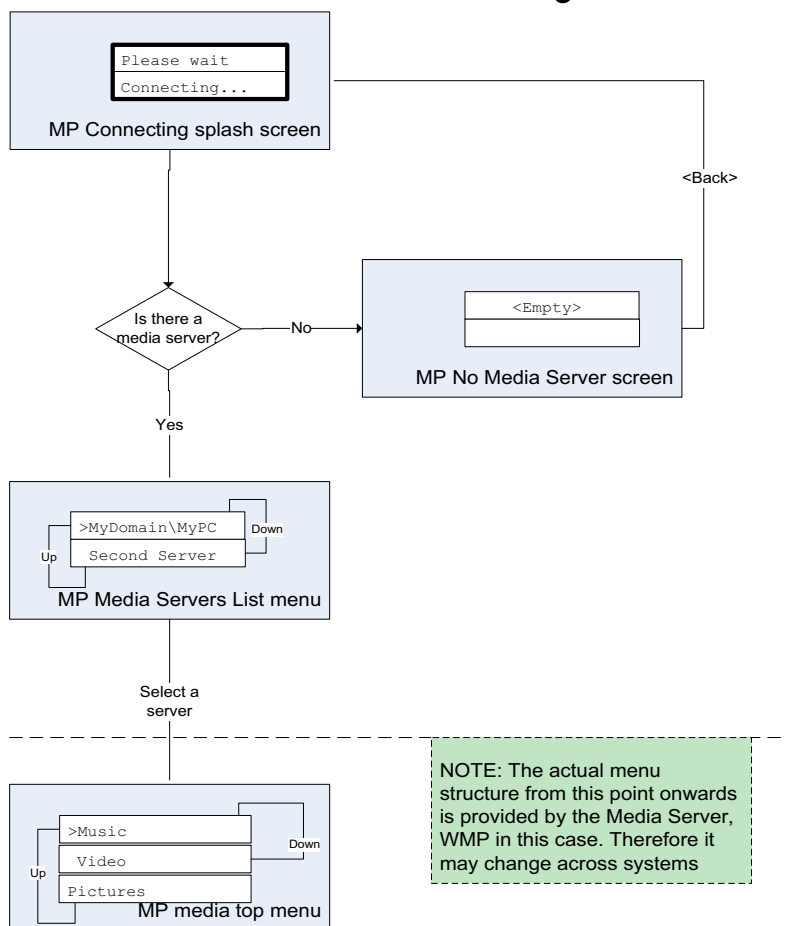 Please wait
Connecting...
MP Connecting splash screen
<Back>
Is there a
media server?
No
<Empty>
MP No Media Server screen
Yes
>MyDomain\MyPC
Second Server
Up
Down
MP Media Servers List menu
Select a
server
NOTE: The actual menu
structure from this point onwards
is provided by the Media Server,
WMP in this case. Therefore it
may change across systems
>Music
Video
Pictures
Up
Down
MP media top menu